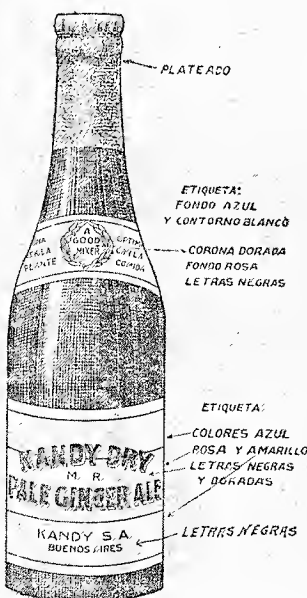 PLATEADO
ETIQUETA:
FONDO AZUL
Y CONTORNO BLANCO
A
GOOD
MIXER
CORONA DORADA
FONDO ROSA
LETRAS NEGRAS
ETIQUETA:
COLORES AZUL
ROSA Y AMARILLO
LETRAS NEGRAS
Y DORADAS
KANDY DRY
M. R.
PALE GINGER ALE
KANDY S.A.
BUENOS AIRES
LETRAS NEGRAS